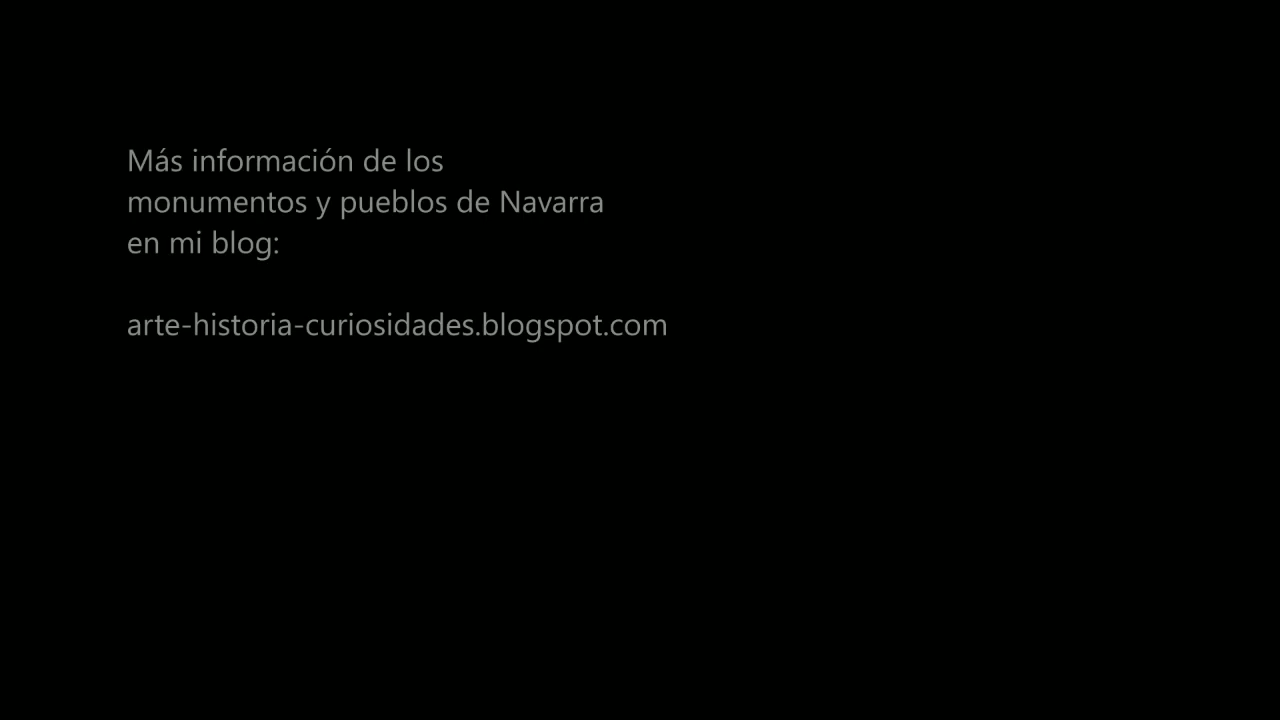 Más información de los
monumentos y pueblos de Navarra
en mi blog:
arte-historia-curiosidades.blogspot.com